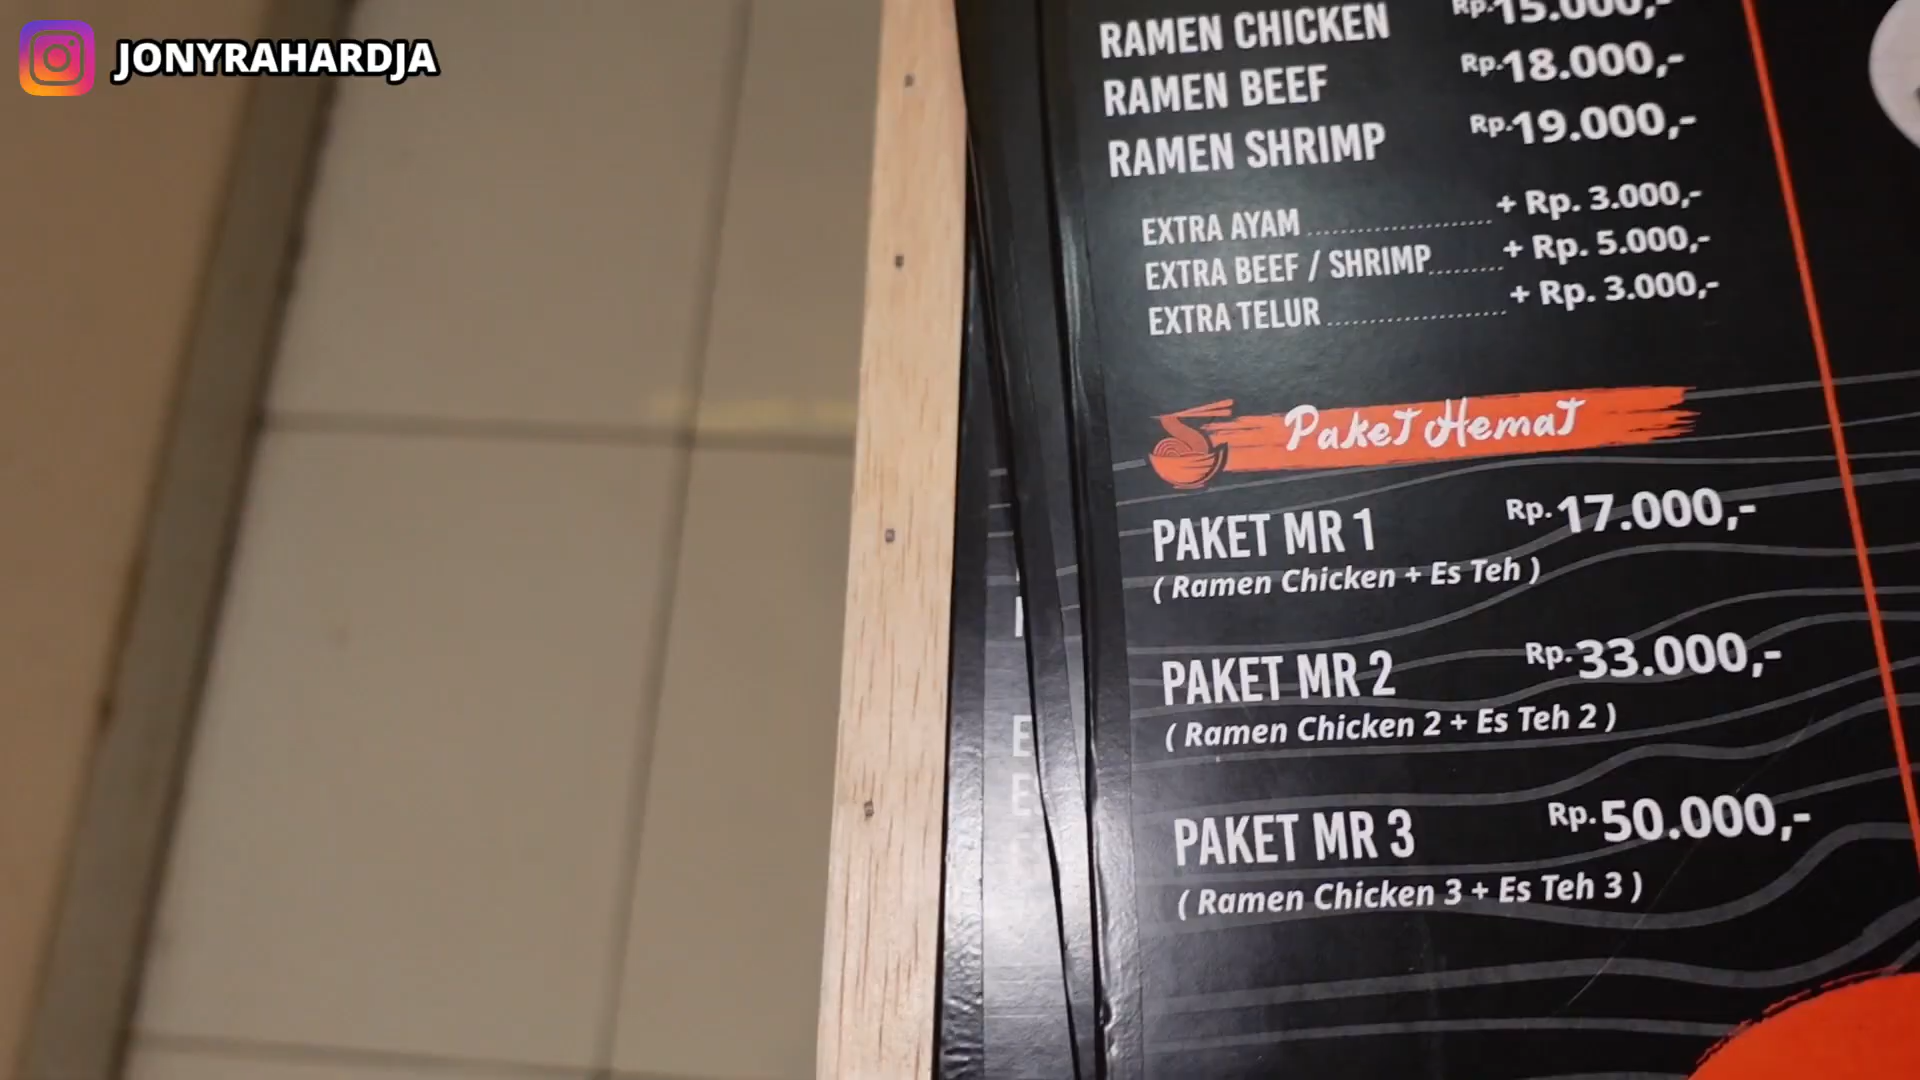 JONYRAHARDJA
RAMEN CHICKEN Rp.15.000,-
RAMEN BEEF Rp.18.000,-
RAMEN SHRIMP Rp.19.000,-
EXTRA AYAM .................... + Rp. 3.000,-
EXTRA BEEF / SHRIMP ......... + Rp. 5.000,-
EXTRA TELUR .................... + Rp. 3.000,-
Paket Hemat
PAKET MR 1 Rp.17.000,-
( Ramen Chicken + Es Teh )
PAKET MR 2 Rp.33.000,-
( Ramen Chicken 2 + Es Teh 2 )
PAKET MR 3 Rp.50.000,-
( Ramen Chicken 3 + Es Teh 3 )